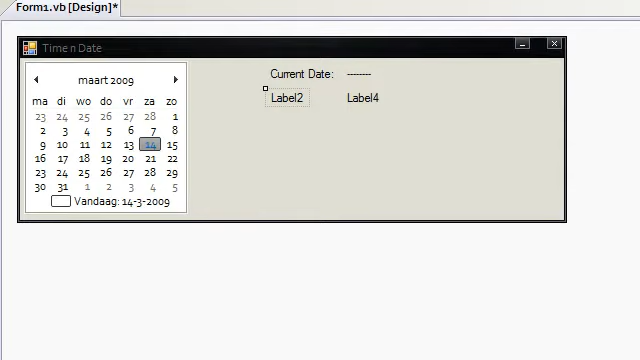 Form1.vb [Design]*
Time n Date
maart 2009
ma di wo do vr za zo
23 24 25 26 27 28 1
2 3 4 5 6 7 8
9 10 11 12 13 14 15
16 17 18 19 20 21 22
23 24 25 26 27 28 29
30 31 1 2 3 4 5
Vandaag: 14-3-2009
Current Date: --------
Label2 Label4